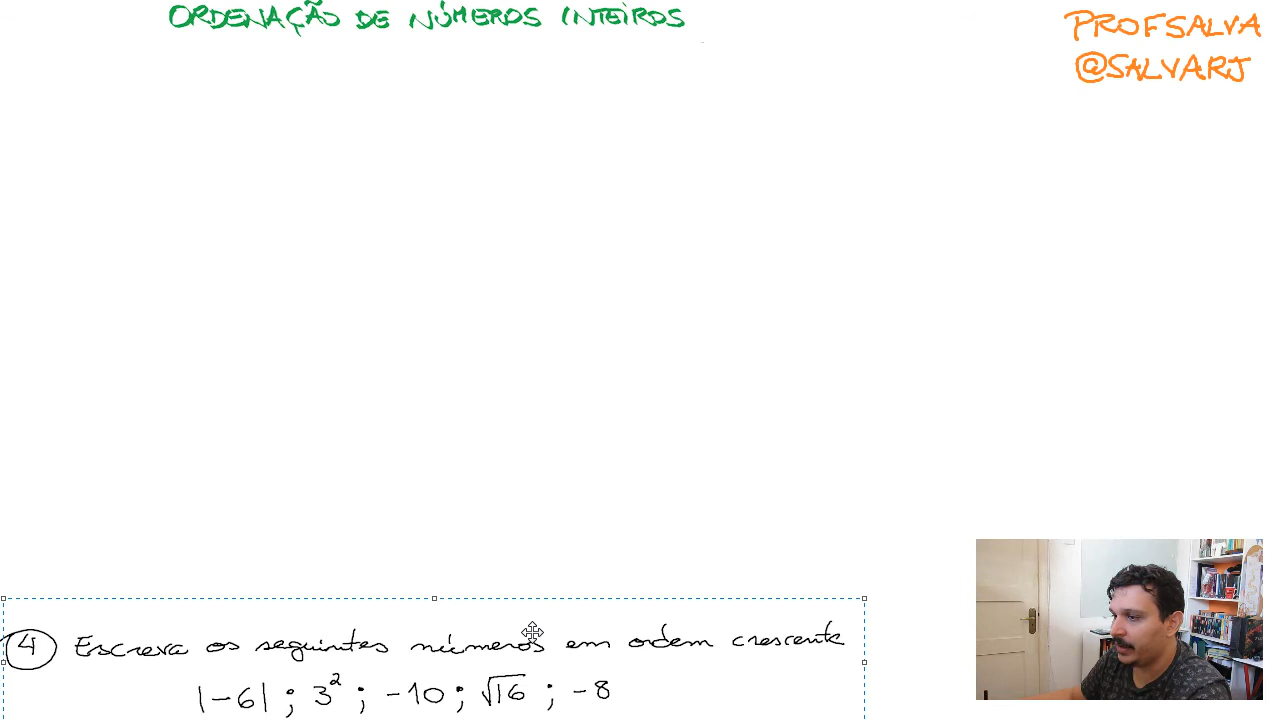 ORDENAÇÃO DE NÚMEROS INTEIROS
PROFSALVA
@SALVARJ
4 Escreva os seguintes números em ordem crescente
|-6| ; 3² ; -10 ; √16 ; -8